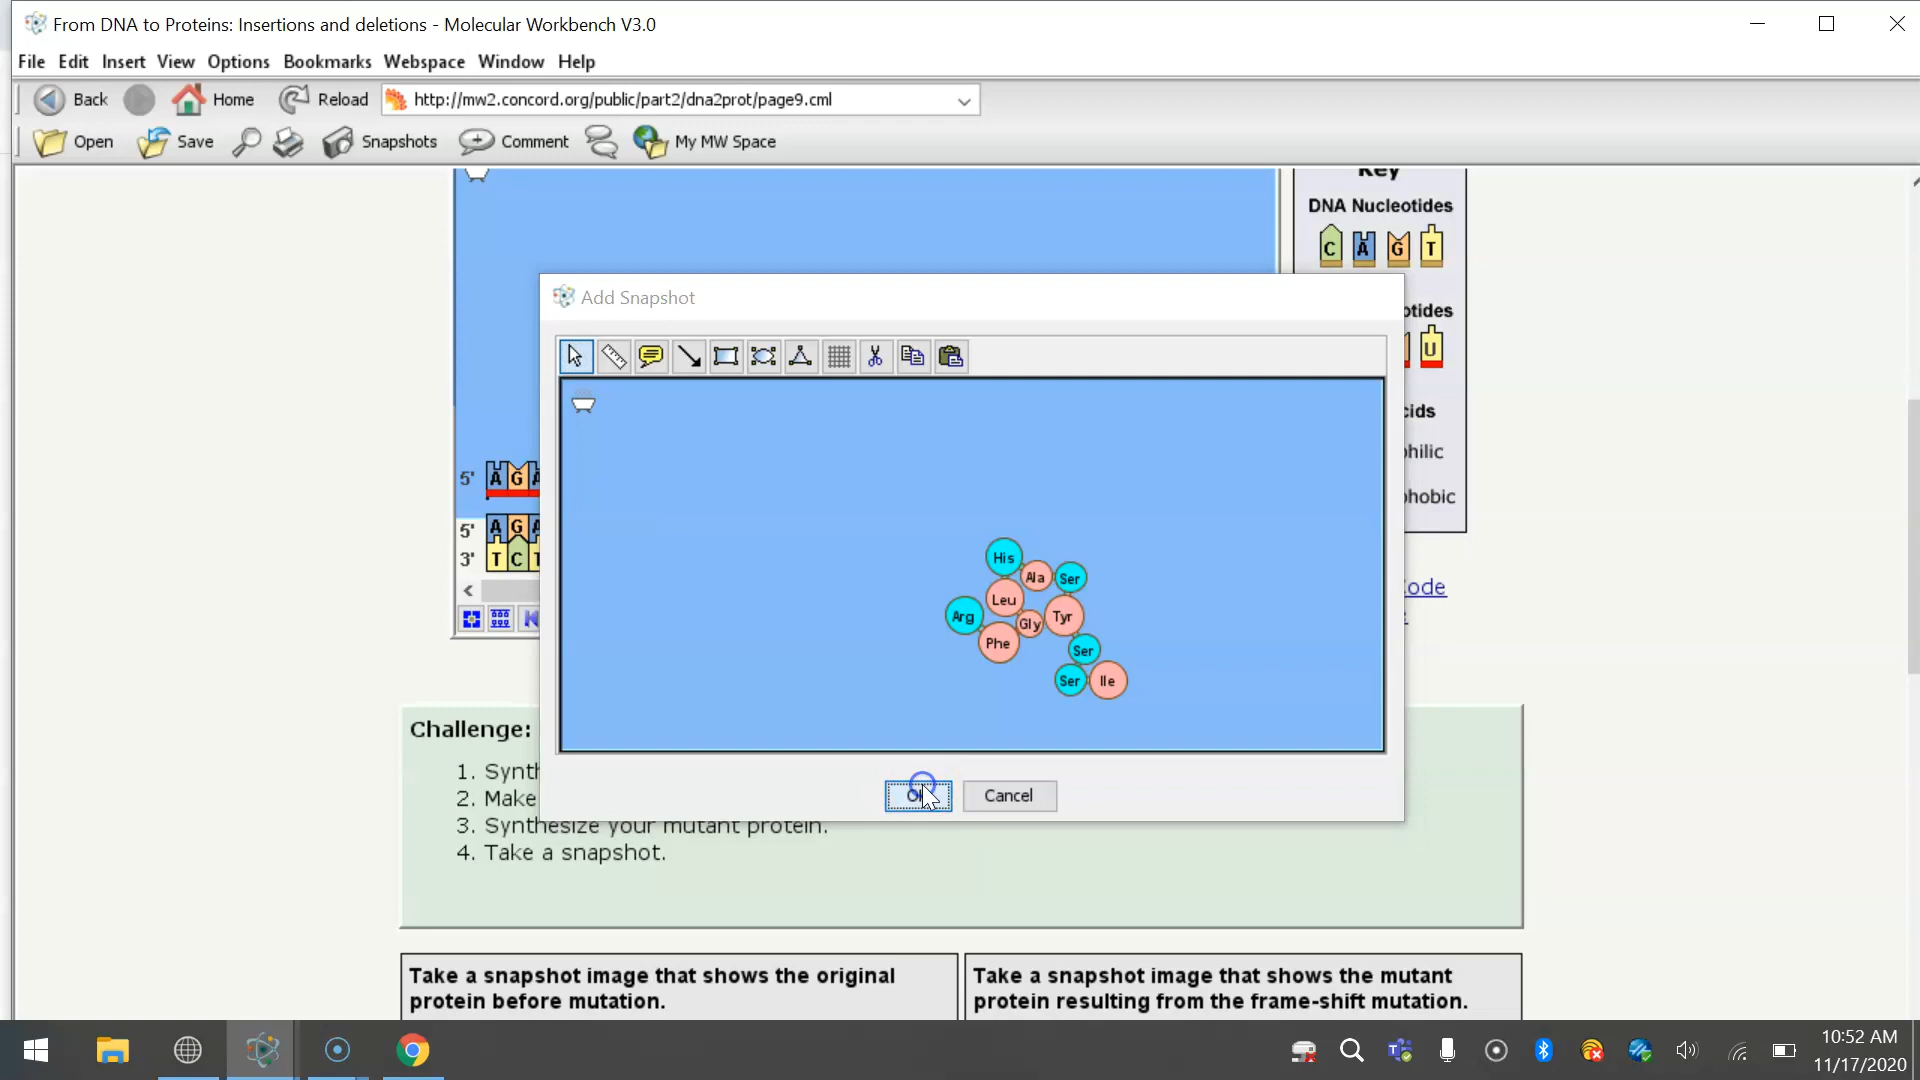 From DNA to Proteins: Insertions and deletions - Molecular Workbench V3.0
File Edit Insert View Options Bookmarks Webspace Window Help
Back Home Reload http://mw2.concord.org/public/part2/dna2prot/page9.cml
Open Save Snapshots Comment My MW Space
Key
DNA Nucleotides
C A G T
Add Snapshot
otides
U
cids
philic
phobic
5' A G A
5' A G A
3' T C T
ode
His
Ala Ser
Leu
Arg Gly Tyr
Phe
Ser
Ser Ile
OK Cancel
Challenge:
1. Synth
2. Make
3. Synthesize your mutant protein.
4. Take a snapshot.
Take a snapshot image that shows the original
protein before mutation.
Take a snapshot image that shows the mutant
protein resulting from the frame-shift mutation.
10:52 AM
11/17/2020